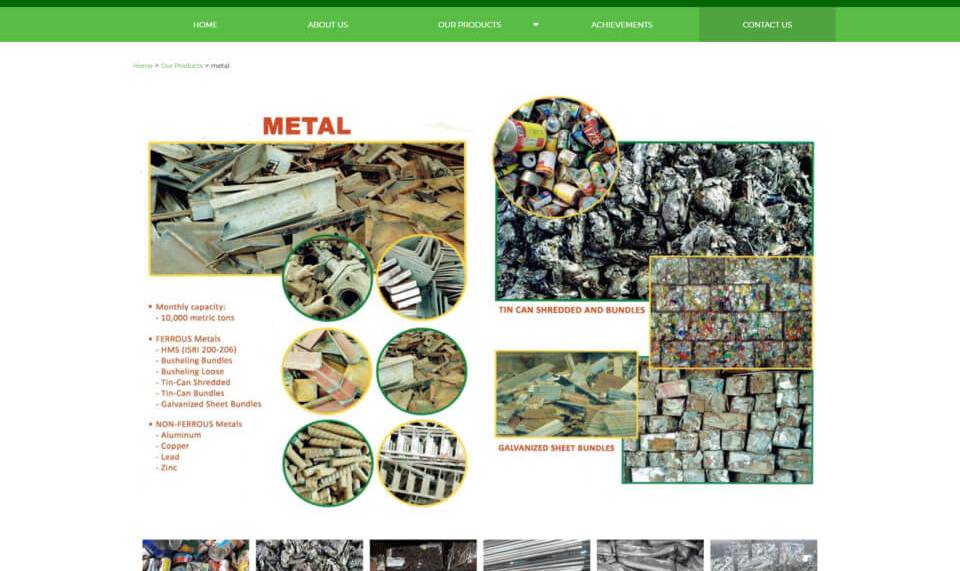 HOME
ABOUT US
OUR PRODUCTS
ACHIEVEMENTS
CONTACT US
Home > Our Products > metal
METAL
• Monthly capacity:
- 10,000 metric tons
• FERROUS Metals
- HMS (ISRI 200-206)
- Busheling Bundles
- Busheling Loose
- Tin-Can Shredded
- Tin-Can Bundles
- Galvanized Sheet Bundles
• NON-FERROUS Metals
- Aluminum
- Copper
- Lead
- Zinc
TIN CAN SHREDDED AND BUNDLES
GALVANIZED SHEET BUNDLES